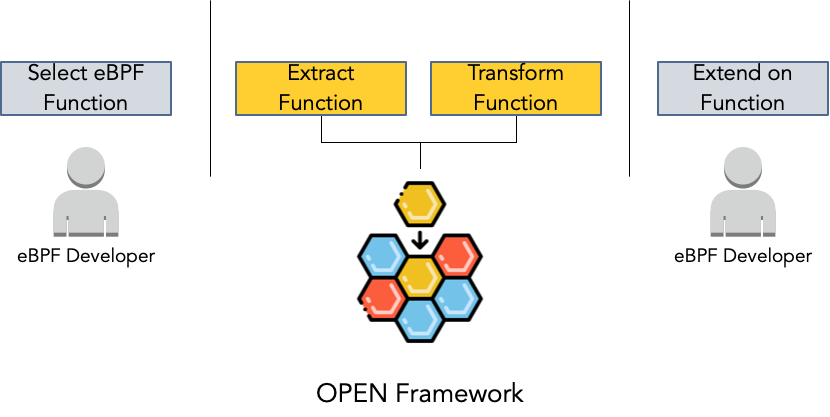 Select eBPF
Function
Extract
Function
Transform
Function
Extend on
Function
eBPF Developer
eBPF Developer
OPEN Framework